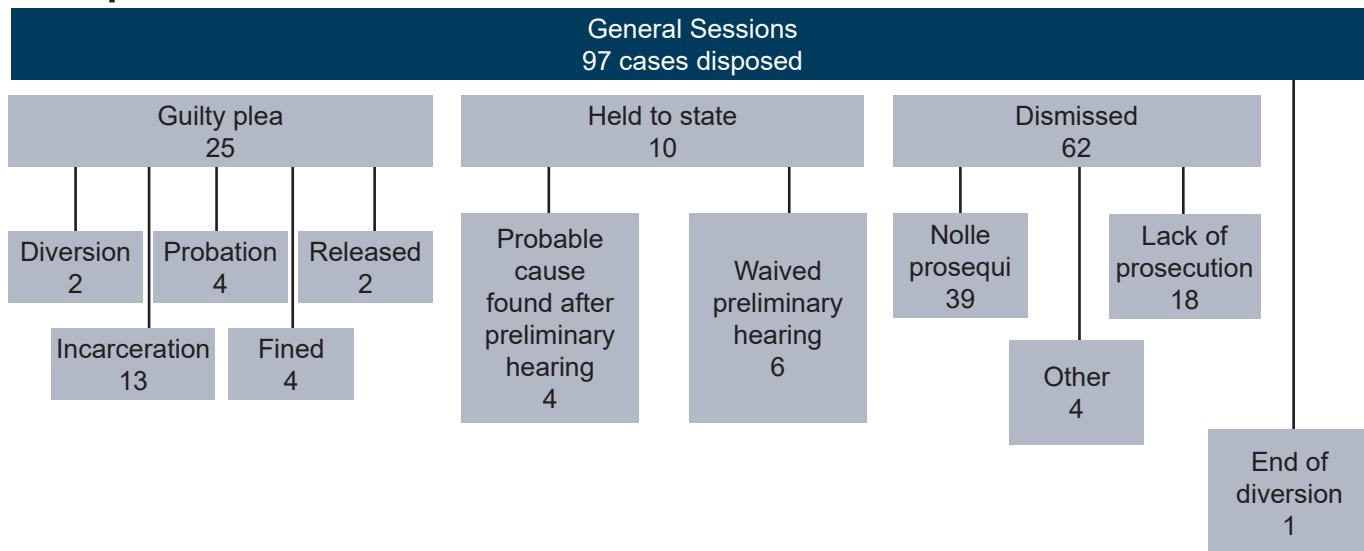 General Sessions
97 cases disposed
Guilty plea
25
Held to state
10
Dismissed
62
Diversion
2
Probation
4
Released
2
Incarceration
13
Fined
4
Probable
cause
found after
preliminary
hearing
4
Waived
preliminary
hearing
6
Nolle
prosequi
39
Lack of
prosecution
18
Other
4
End of
diversion
1